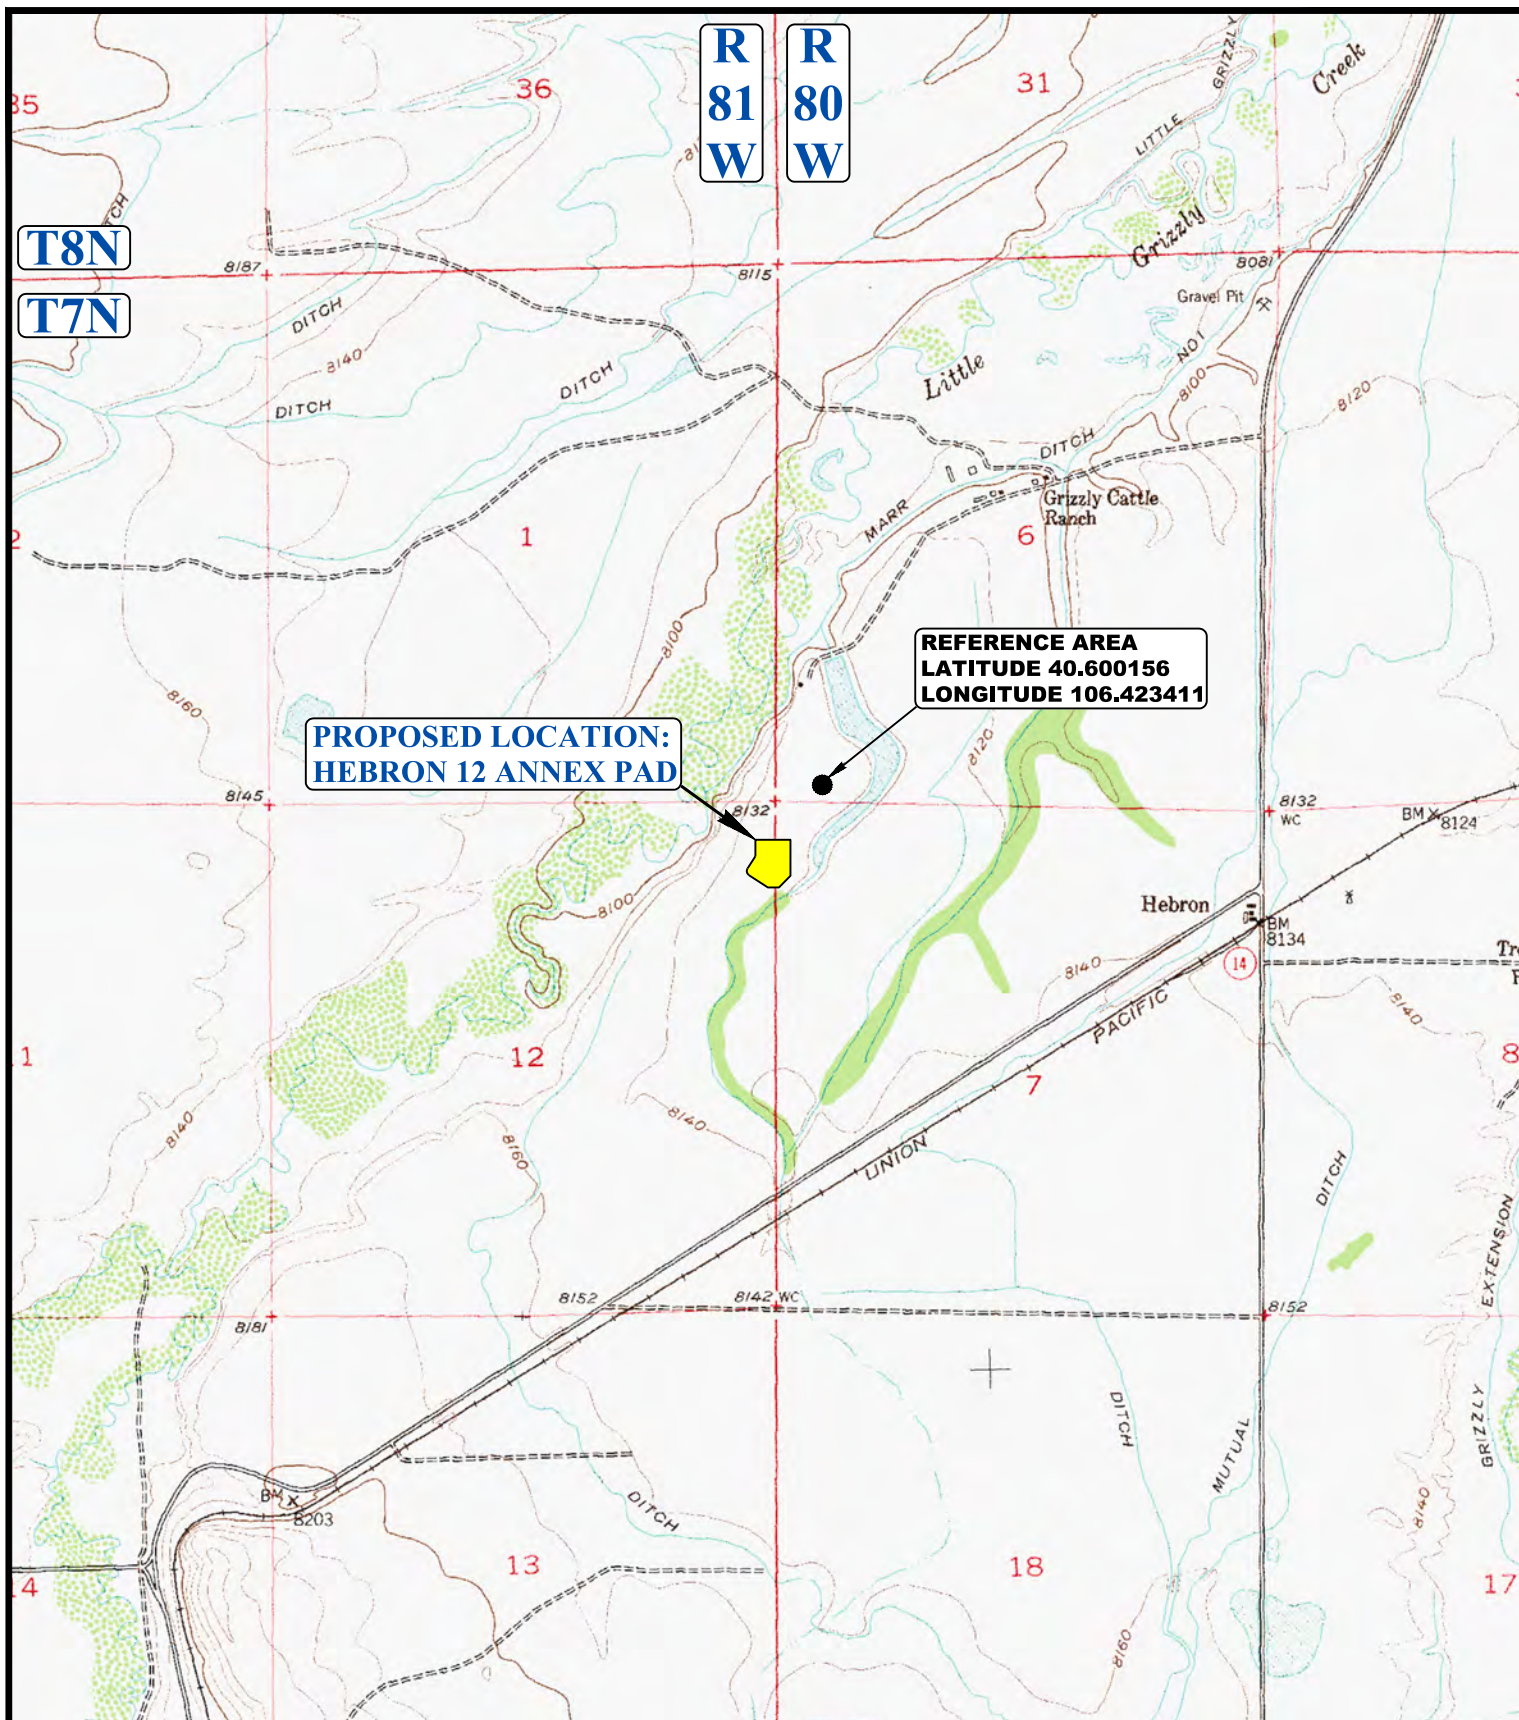 R
81
W
R
80
W
35
36
31
LITTLE
GRIZZLY
Creek
DITCH
T8N
T7N
8187
8115
8081
Grizzly
Gravel Pit
DITCH
8140
DITCH
DITCH
Little
NO 1
8100
8120
DITCH
MARR
Grizzly Cattle
Ranch
2
1
6
8100
8160
REFERENCE AREA
LATITUDE 40.600156
LONGITUDE 106.423411
PROPOSED LOCATION:
HEBRON 12 ANNEX PAD
8120
8145
8132
8132
WC
BM
8124
8100
Hebron
BM
8134
14
8140
8140
PACIFIC
12
7
8
8140
8140
8160
UNION
DITCH
EXTENSION
8152
8142 WC
8152
8181
DITCH
MUTUAL
GRIZZLY
BM
8203
DITCH
8140
13
18
17
14
8160